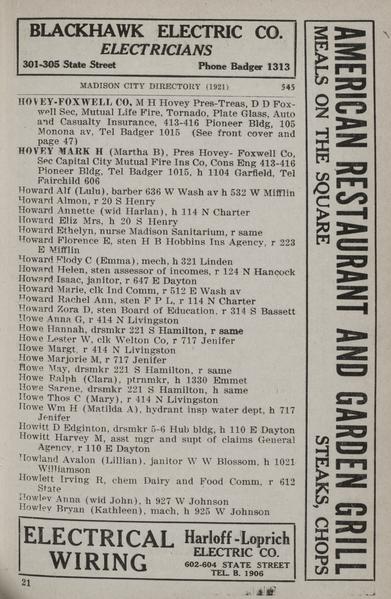 BLACKHAWK ELECTRIC CO.
ELECTRICIANS
301-305 State Street Phone Badger 1313
MADISON CITY DIRECTORY (1921) 545
HOVEY-FOXWELL CO, M H Hovey Pres-Treas, D D Fox-
well Sec, Mutual Life Fire, Tornado, Plate Glass, Auto
and Casualty Insurance, 413-416 Pioneer Bldg, 105
Monona av, Tel Badger 1015 (See front cover and
page 47)
HOVEY MARK H (Martha B), Pres Hovey- Foxwell Co,
Sec Capital City Mutual Fire Ins Co, Cons Eng 413-416
Pioneer Bldg, Tel Badger 1015, h 1104 Garfield, Tel
Fairchild 606
Howard Alf (Lulu), barber 636 W Wash av h 532 W Mifflin
Howard Almon, r 20 S Henry
Howard Annette (wid Harlan), h 114 N Charter
Howard Eliz Mrs, h 20 S Henry
Howard Ethelyn, nurse Madison Sanitarium, r same
Howard Florence E, sten H B Hobbins Ins Agency, r 223
E Mifflin
Howard Flody C (Emma), mech, h 321 Linden
Howard Helen, sten assessor of incomes, r 124 N Hancock
Howard Isaac, janitor, r 647 E Dayton
Howard Marie, clk Ind Comm, r 512 E Wash av
Howard Rachel Ann, sten F P L, r 114 N Charter
Howard Zora D, sten Board of Education, r 314 S Bassett
Howe Anna G, r 414 N Livingston
Howe Hannah, drsmkr 221 S Hamilton, r same
Howe Lester W, clk Welton Co, r 717 Jenifer
Howe Margt, r 414 N Livingston
Howe Marjorie M, r 717 Jenifer
Howe May, drsmkr 221 S Hamilton, r same
Howe Ralph (Clara), ptrnmkr, h 1330 Emmet
Howe Sarene, drsmkr 221 S Hamilton, h same
Howe Thos C (Mary), r 414 N Livingston
Howe Wm H (Matilda A), hydrant insp water dept, h 717
Jenifer
Howitt D Edginton, drsmkr 5-6 Hub bldg, h 110 E Dayton
Howitt Harvey M, asst mgr and supt of claims General
Agency, r 110 E Dayton
Howland Avalon (Lillian), janitor W W Blossom, h 1021
Williamson
Howlett Irving R, chem Dairy and Food Comm, r 612
State
Howley Anna (wid John), h 927 W Johnson
Howley Bryan (Kathleen), mach, h 925 W Johnson
ELECTRICAL
WIRING
Harloff-Loprich
ELECTRIC CO.
602-604 STATE STREET
TEL. B. 1906
21
AMERICAN RESTAURANT AND GARDEN GRILL
MEALS ON THE SQUARE STEAKS, CHOPS